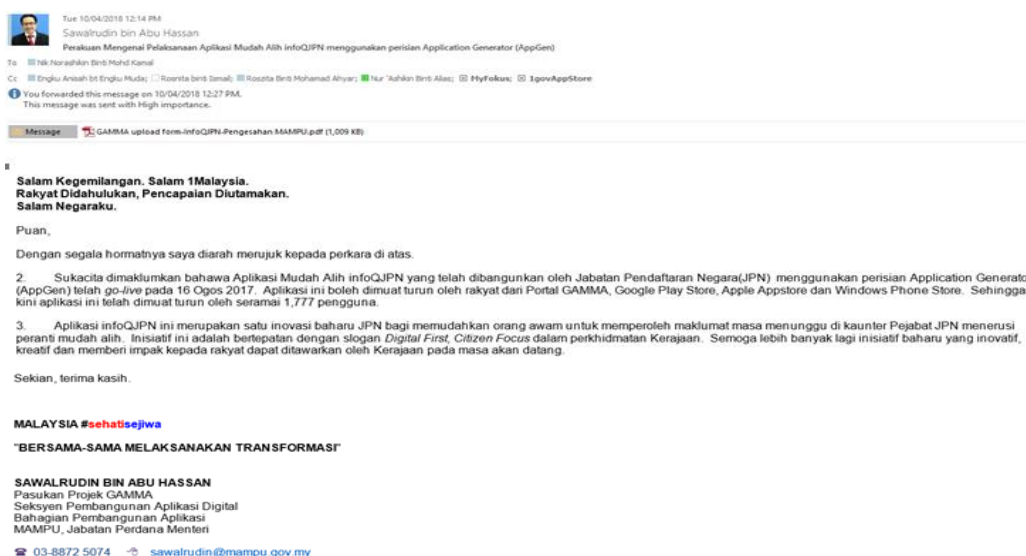 Tue 10/04/2018 12:14 PM
Sawalrudin bin Abu Hassan
Perakuan Mengenai Pelaksanaan Aplikasi Mudah Alih infoQJPN menggunakan perisian Application Generator (AppGen)
To Nik Norashikin Binti Mohd Kamal
Cc Engku Anisah bt Engku Muda; Rosnita binti Ismail; Roszita Binti Mohamad Ahyar; Nur 'Ashikin Binti Alias; MyFokus; 1govAppStore
You forwarded this message on 10/04/2018 12:27 PM.
This message was sent with High importance.
Message GAMMA upload form-InfoQJPN-Pengesahan MAMPU.pdf (1,009 KB)
Salam Kegemilangan. Salam 1Malaysia.
Rakyat Didahulukan, Pencapaian Diutamakan.
Salam Negaraku.
Puan,
Dengan segala hormatnya saya diarah merujuk kepada perkara di atas.
2. Sukacita dimaklumkan bahawa Aplikasi Mudah Alih infoQJPN yang telah dibangunkan oleh Jabatan Pendaftaran Negara(JPN) menggunakan perisian Application Generato
(AppGen) telah go-live pada 16 Ogos 2017. Aplikasi ini boleh dimuat turun oleh rakyat dari Portal GAMMA, Google Play Store, Apple Appstore dan Windows Phone Store. Sehingga
kini aplikasi ini telah dimuat turun oleh seramai 1,777 pengguna.
3. Aplikasi infoQJPN ini merupakan satu inovasi baharu JPN bagi memudahkan orang awam untuk memperoleh maklumat masa menunggu di kaunter Pejabat JPN menerusi
peranti mudah alih. Inisiatif ini adalah bertepatan dengan slogan Digital First, Citizen Focus dalam perkhidmatan Kerajaan. Semoga lebih banyak lagi inisiatif baharu yang inovatif,
kreatif dan memberi impak kepada rakyat dapat ditawarkan oleh Kerajaan pada masa akan datang.
Sekian, terima kasih.
MALAYSIA #sehatisejiwa
"BERSAMA-SAMA MELAKSANAKAN TRANSFORMASI"
SAWALRUDIN BIN ABU HASSAN
Pasukan Projek GAMMA
Seksyen Pembangunan Aplikasi Digital
Bahagian Pembangunan Aplikasi
MAMPU, Jabatan Perdana Menteri
03-8872 5074 sawalrudin@mampu.gov.my